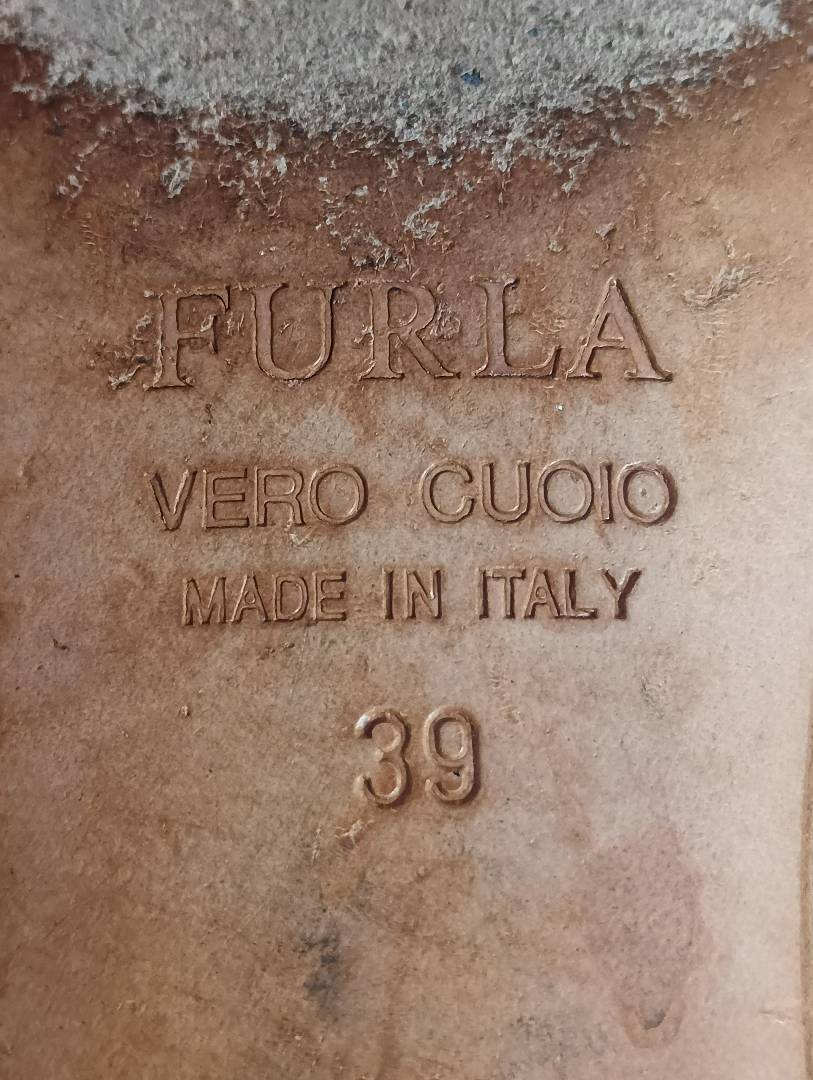 FURLA
VERO CUOIO
MADE IN ITALY
39